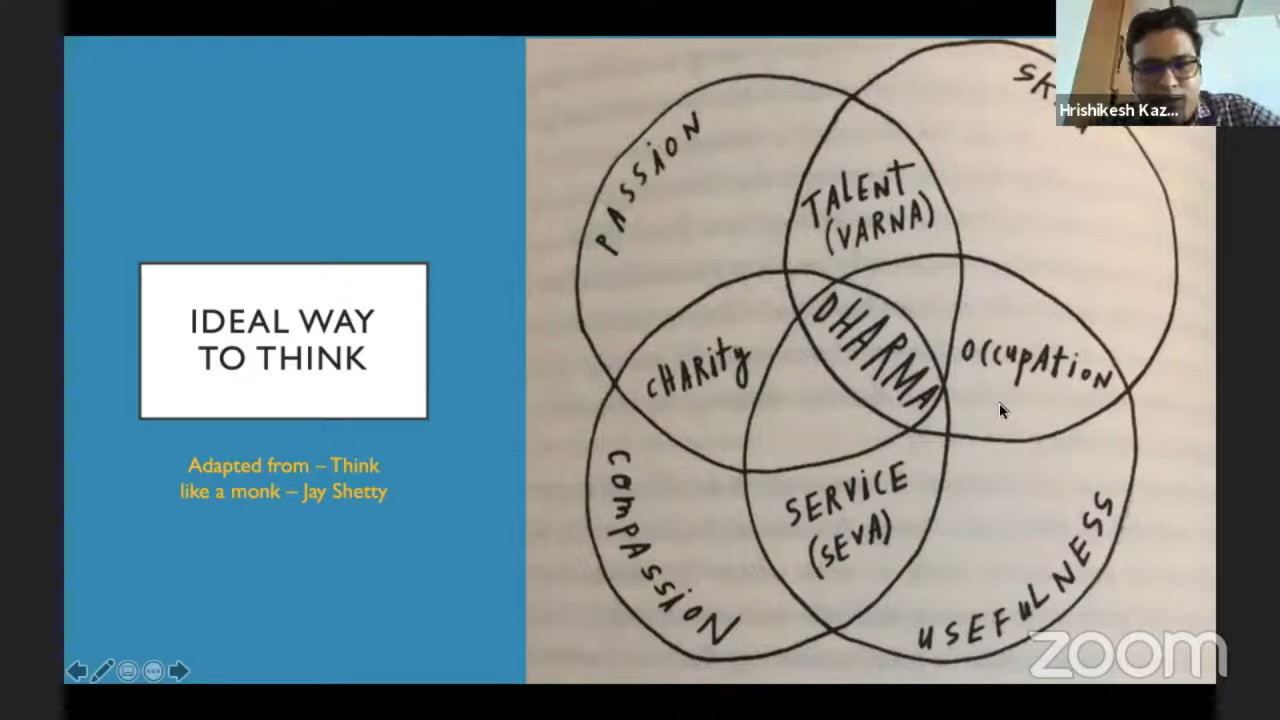 IDEAL WAY
TO THINK
Adapted from – Think
like a monk – Jay Shetty
PASSION
TALENT
(VARNA)
DHARMA
CHARITY
OCCUPATION
COMPASSION
SERVICE
(SEVA)
USEFULNESS
Hrishikesh Kaz...
zoom